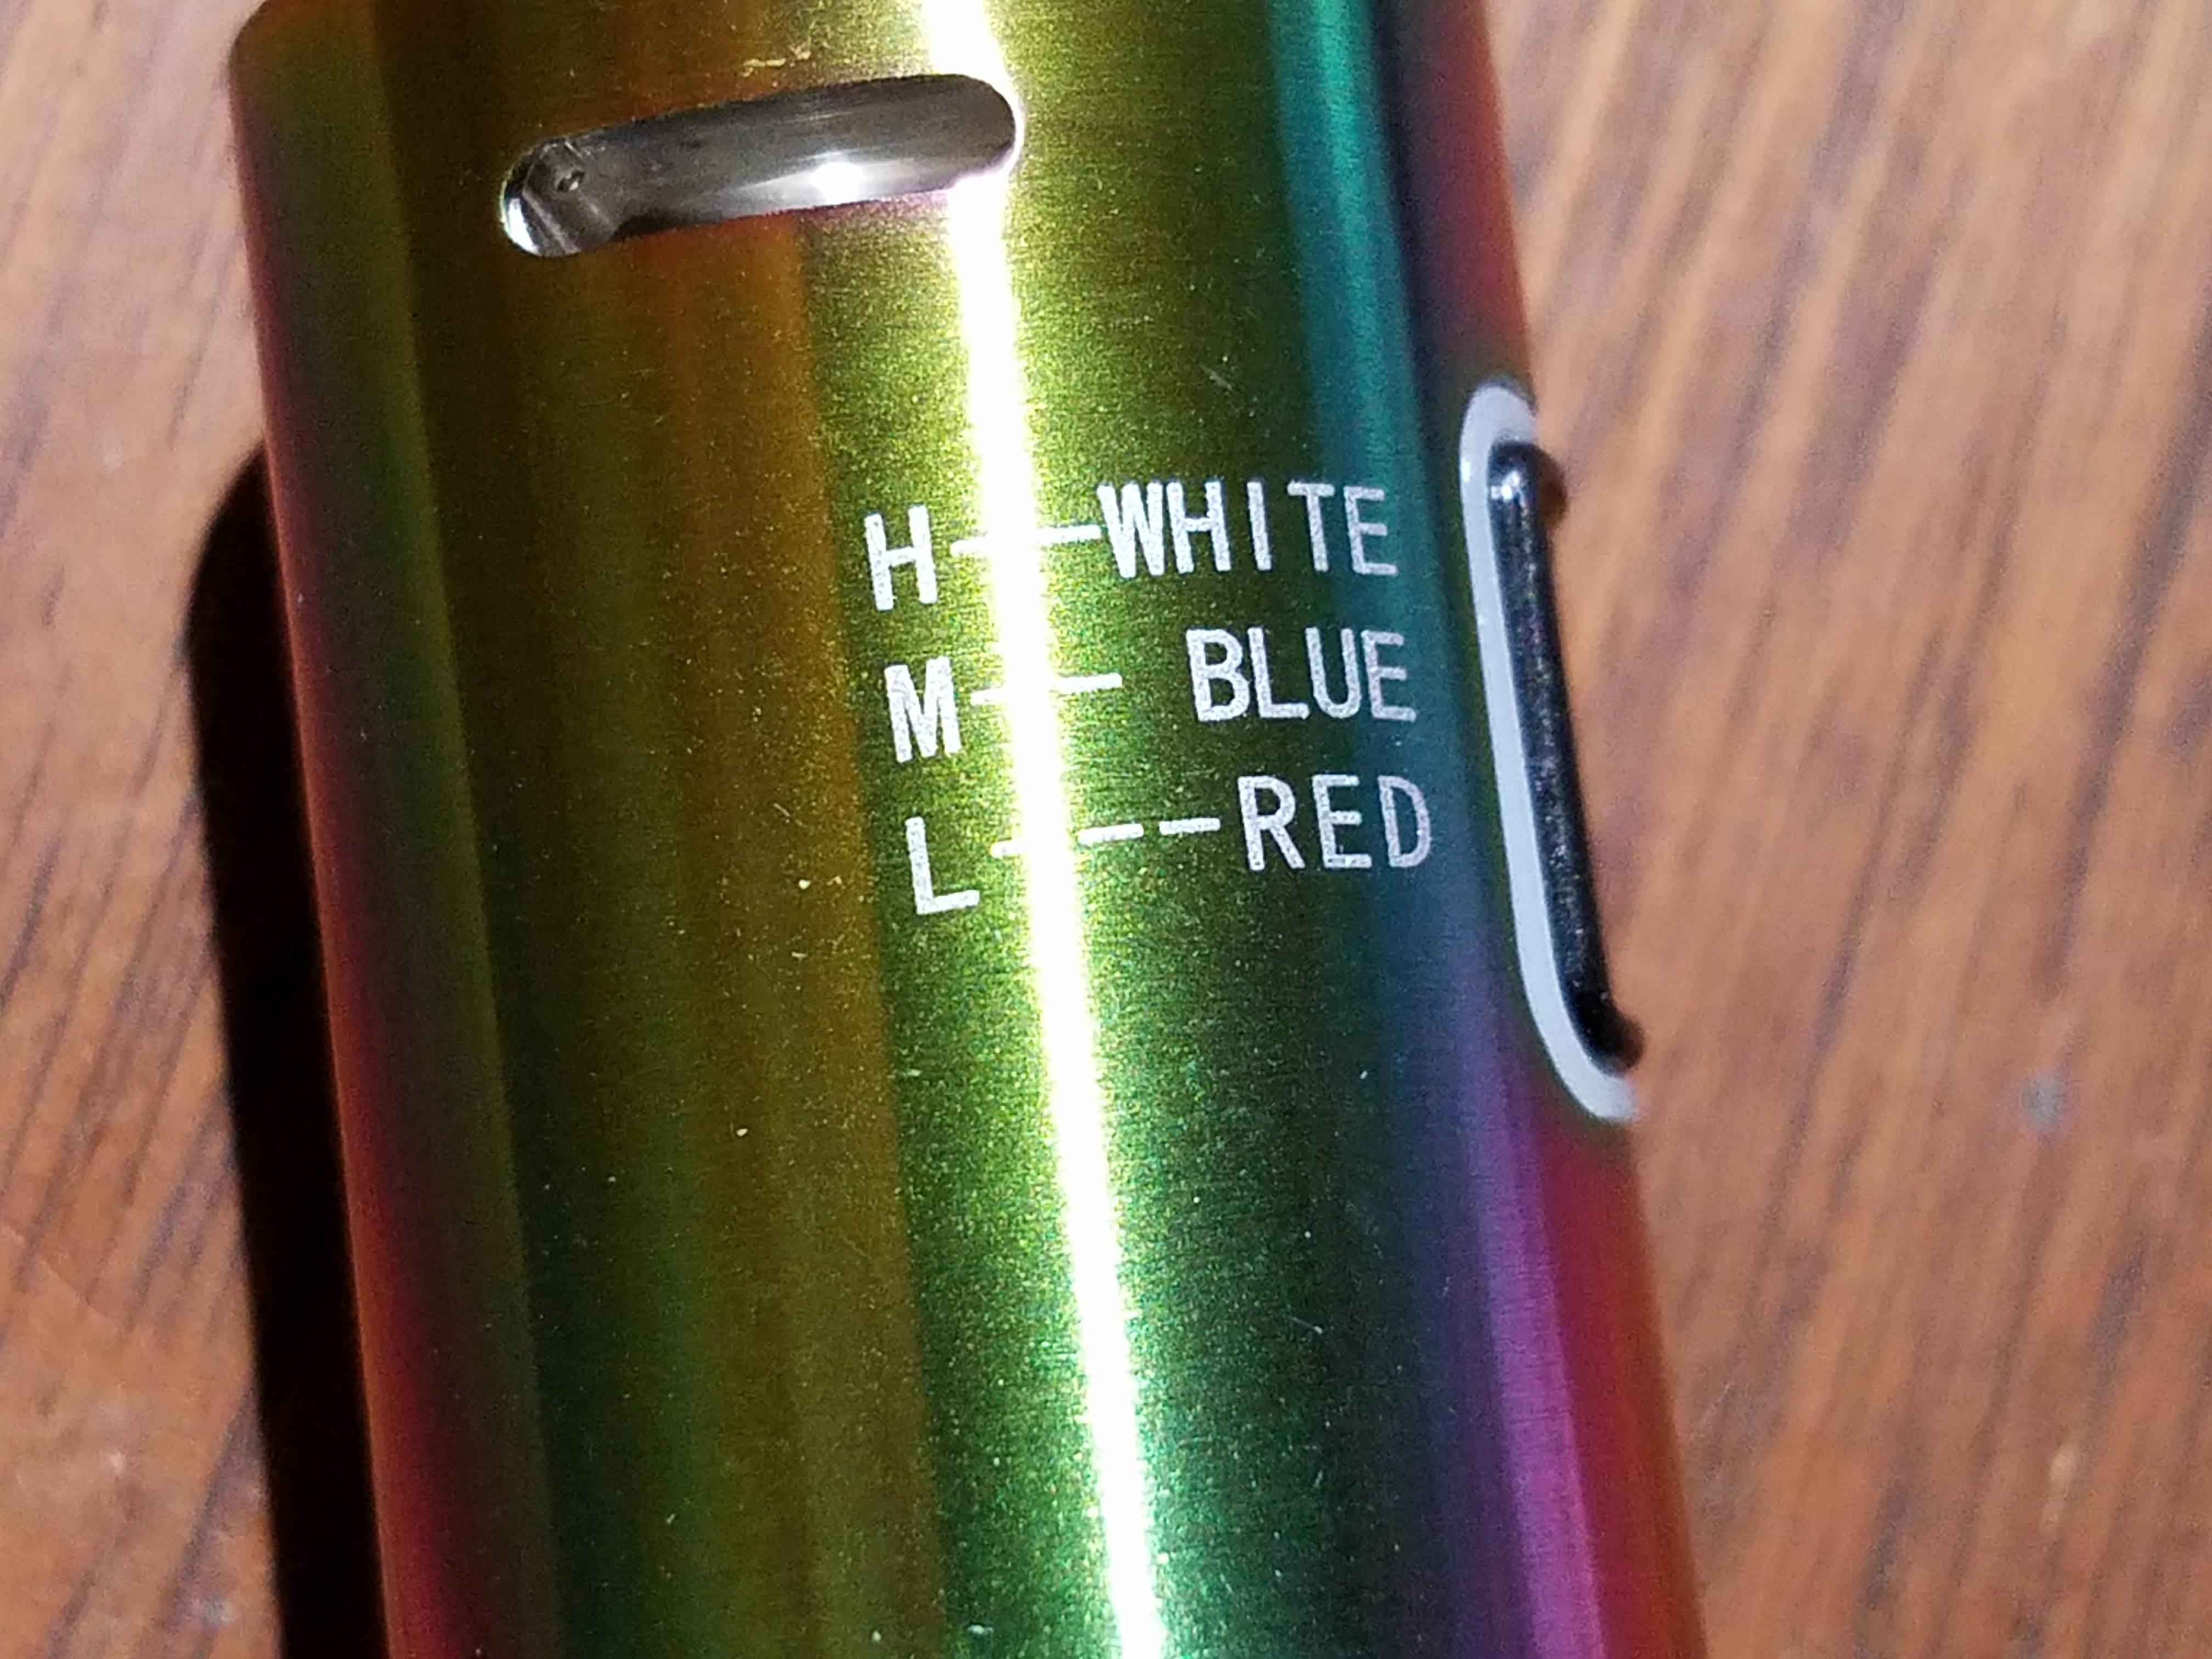 H--WHITE
M-- BLUE
L---RED